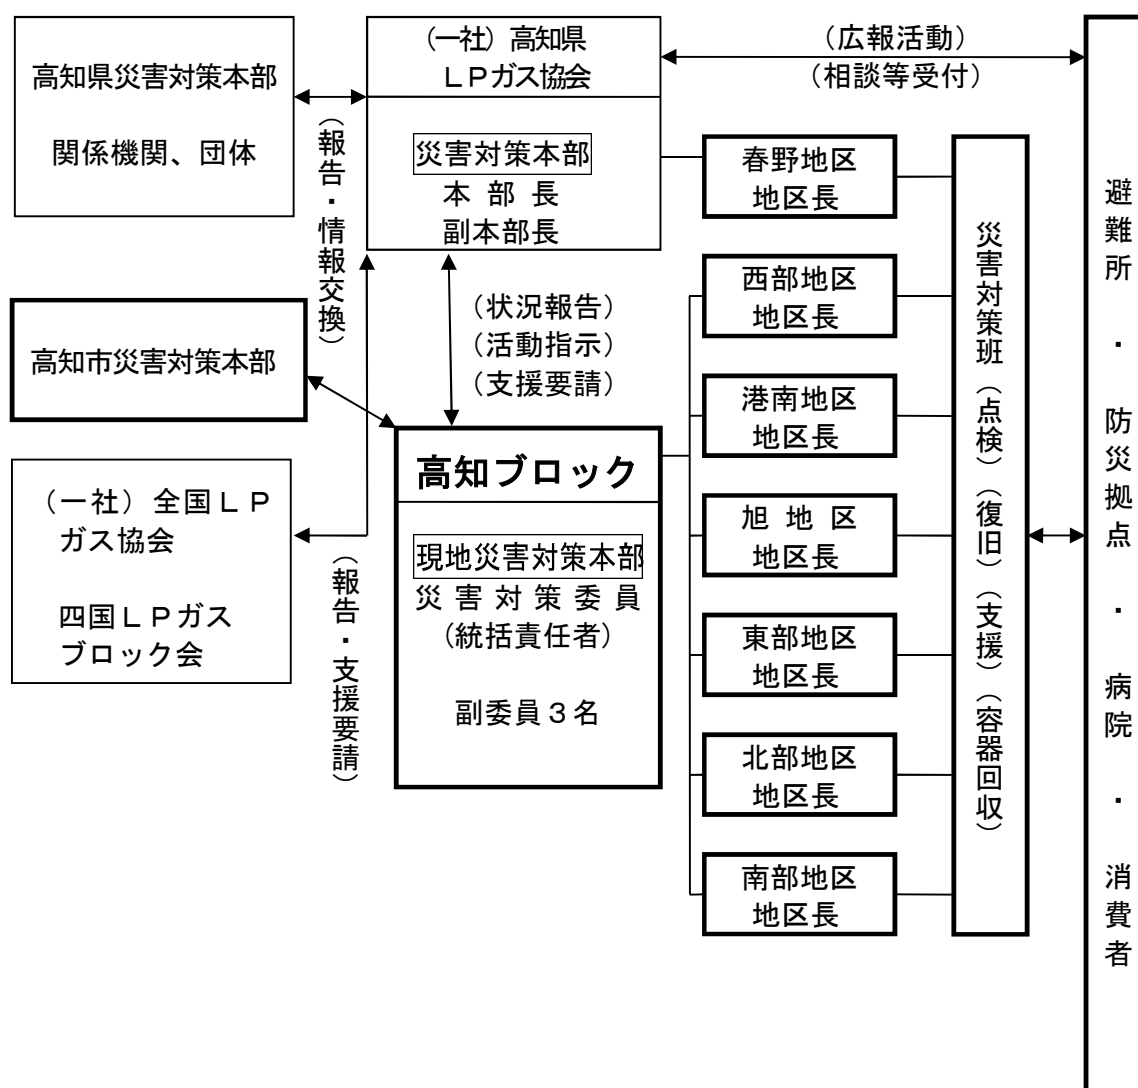 高知県災害対策本部
関係機関、団体
(報告・情報交換)
(一社)高知県
LPガス協会
災害対策本部
本部長
副本部長
(広報活動)
(相談等受付)
高知市災害対策本部
(状況報告)
(活動指示)
(支援要請)
(一社)全国LP
ガス協会
四国LPガス
ブロック会
(報告・支援要請)
高知ブロック
現地災害対策本部
災害対策委員
(統括責任者)
副委員3名
春野地区
地区長
西部地区
地区長
港南地区
地区長
旭地区
地区長
東部地区
地区長
北部地区
地区長
南部地区
地区長
災害対策班(点検)(復旧)(支援)(容器回収)
避難所・防災拠点・病院・消費者